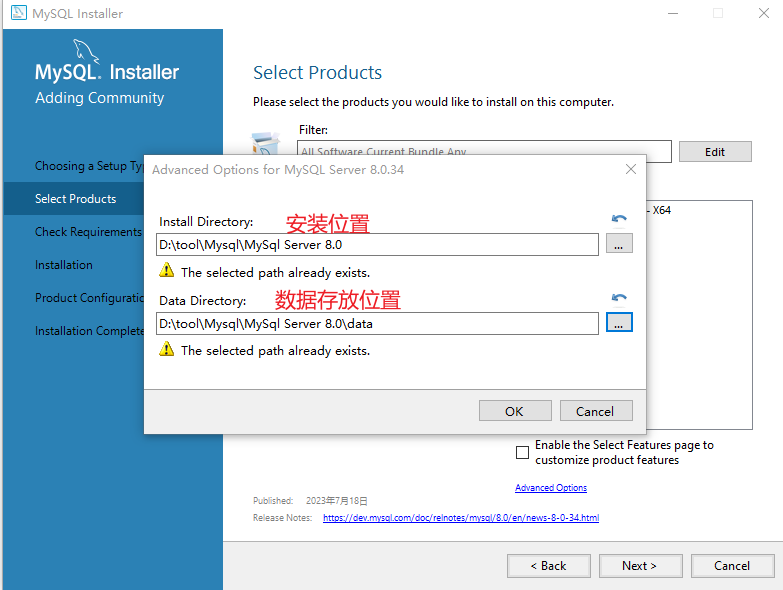 MySQL Installer
MySQL. Installer
Adding Community
Choosing a Setup Typ
Select Products
Check Requirements
Installation
Product Configuratio
Installation Complete
Select Products
Please select the products you would like to install on this computer.
Filter:
All Software,Current Bundle,Any
Edit
- X64
Advanced Options for MySQL Server 8.0.34
Install Directory:
安装位置
D:\tool\Mysql\MySql Server 8.0
...
The selected path already exists.
Data Directory:
数据存放位置
D:\tool\Mysql\MySql Server 8.0\data
...
The selected path already exists.
OK
Cancel
Enable the Select Features page to
customize product features
Advanced Options
Published:
2023年7月18日
Release Notes:
https://dev.mysql.com/doc/relnotes/mysql/8.0/en/news-8-0-34.html
< Back
Next >
Cancel